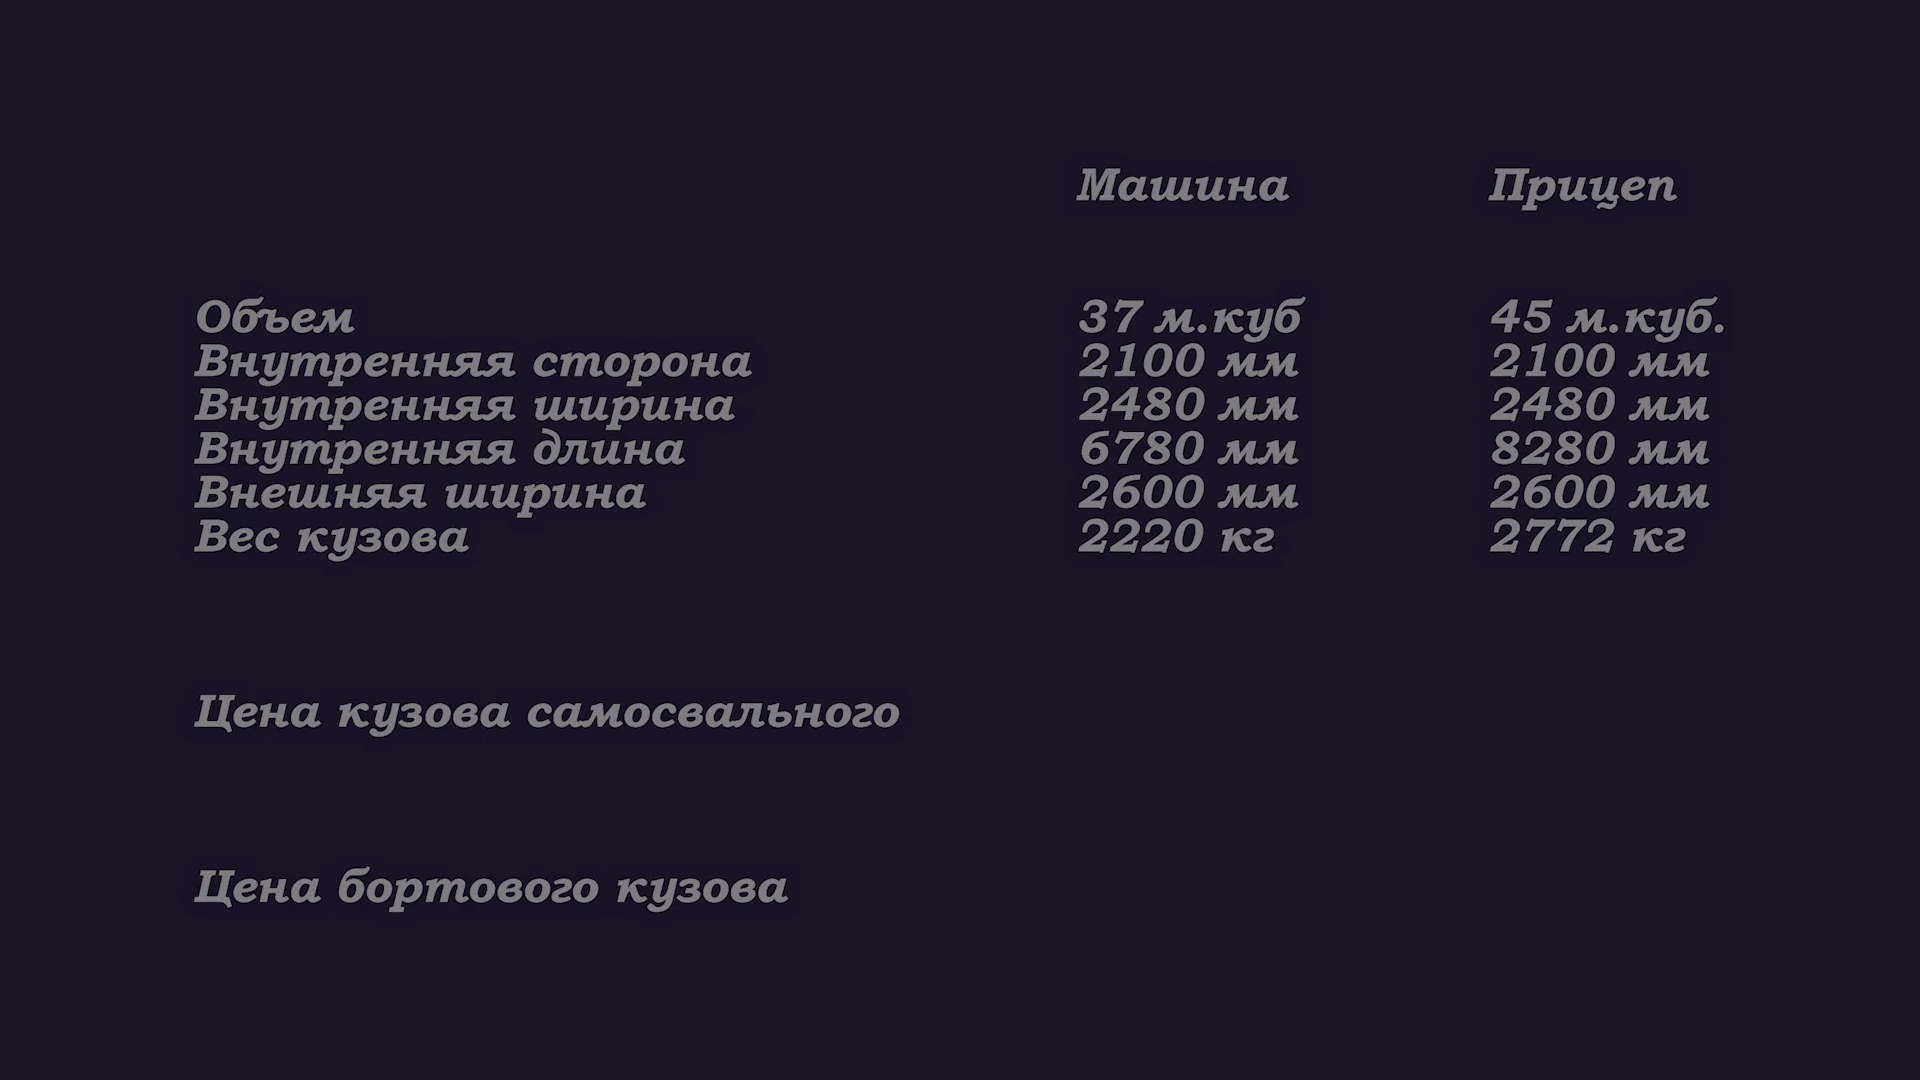 Машина Прицеп
Объем 37 м.куб 45 м.куб.
Внутренняя сторона 2100 мм 2100 мм
Внутренняя ширина 2480 мм 2480 мм
Внутренняя длина 6780 мм 8280 мм
Внешняя ширина 2600 мм 2600 мм
Вес кузова 2220 кг 2772 кг
Цена кузова самосвального
Цена бортового кузова